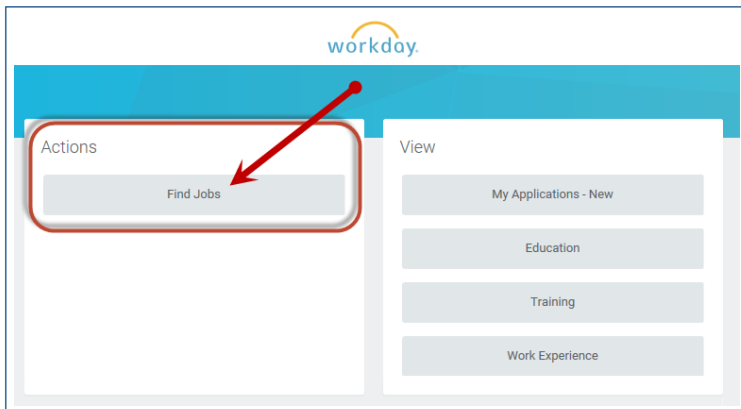 workday.
Actions
Find Jobs
View
My Applications - New
Education
Training
Work Experience